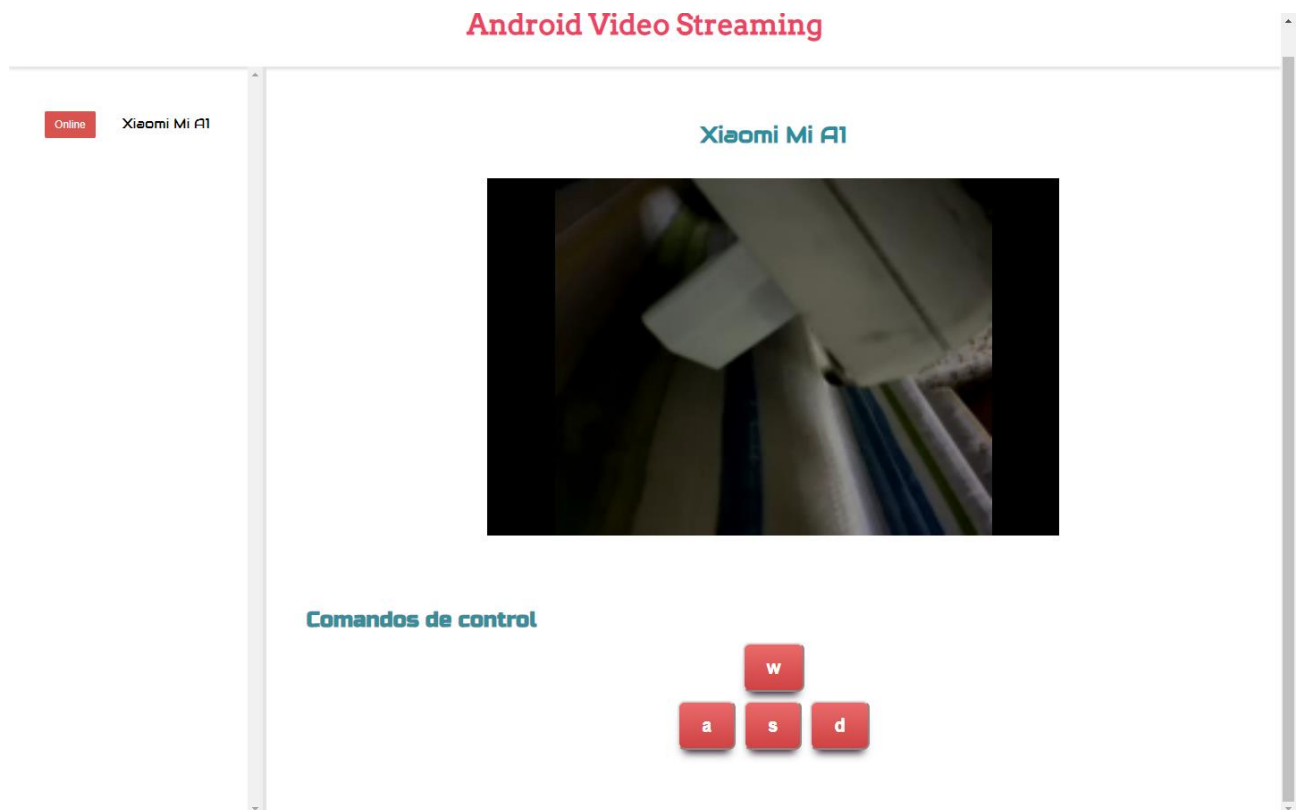 Android Video Streaming
Online Xiaomi Mi A1
Xiaomi Mi A1
Comandos de control
w
a s d